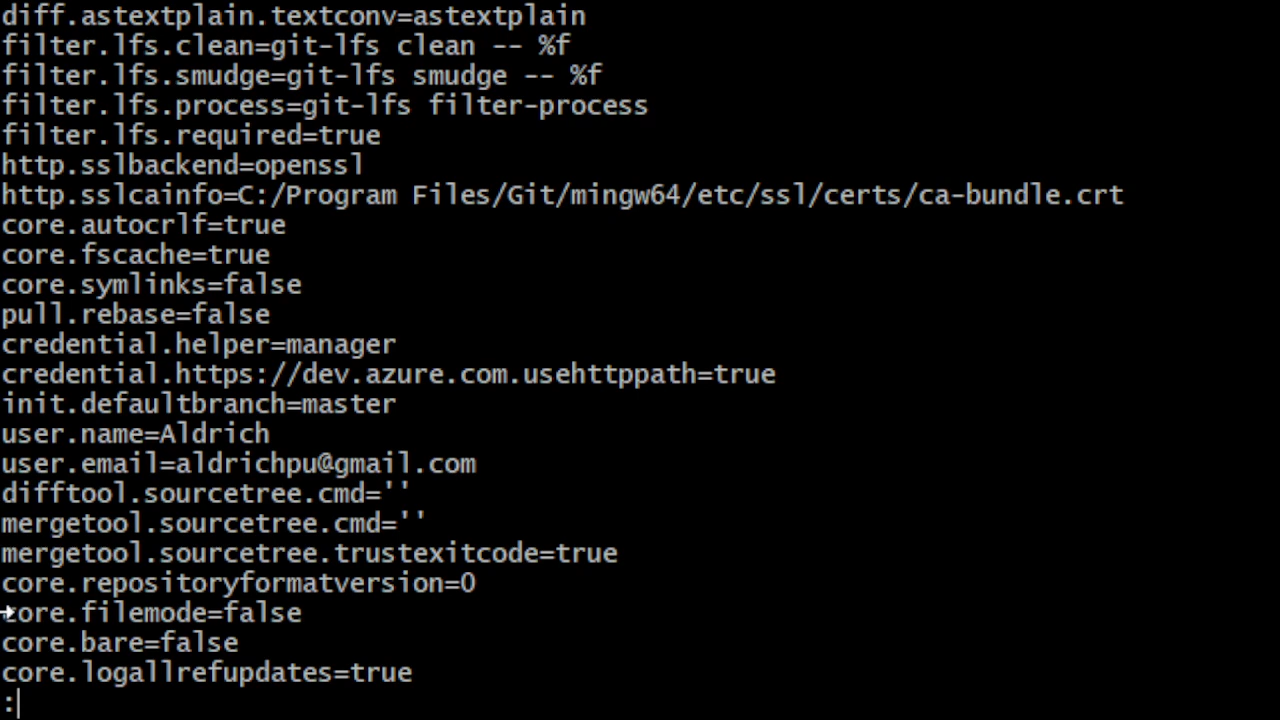 diff.astextplain.textconv=astextplain
filter.lfs.clean=git-lfs clean -- %f
filter.lfs.smudge=git-lfs smudge -- %f
filter.lfs.process=git-lfs filter-process
filter.lfs.required=true
http.sslbackend=openssl
http.sslcainfo=C:/Program Files/Git/mingw64/etc/ssl/certs/ca-bundle.crt
core.autocrlf=true
core.fscache=true
core.symlinks=false
pull.rebase=false
credential.helper=manager
credential.https://dev.azure.com.usehttppath=true
init.defaultbranch=master
user.name=Aldrich
user.email=aldrichpu@gmail.com
difftool.sourcetree.cmd=''
mergetool.sourcetree.cmd=''
mergetool.sourcetree.trustexitcode=true
core.repositoryformatversion=0
core.filemode=false
core.bare=false
core.logallrefupdates=true
: